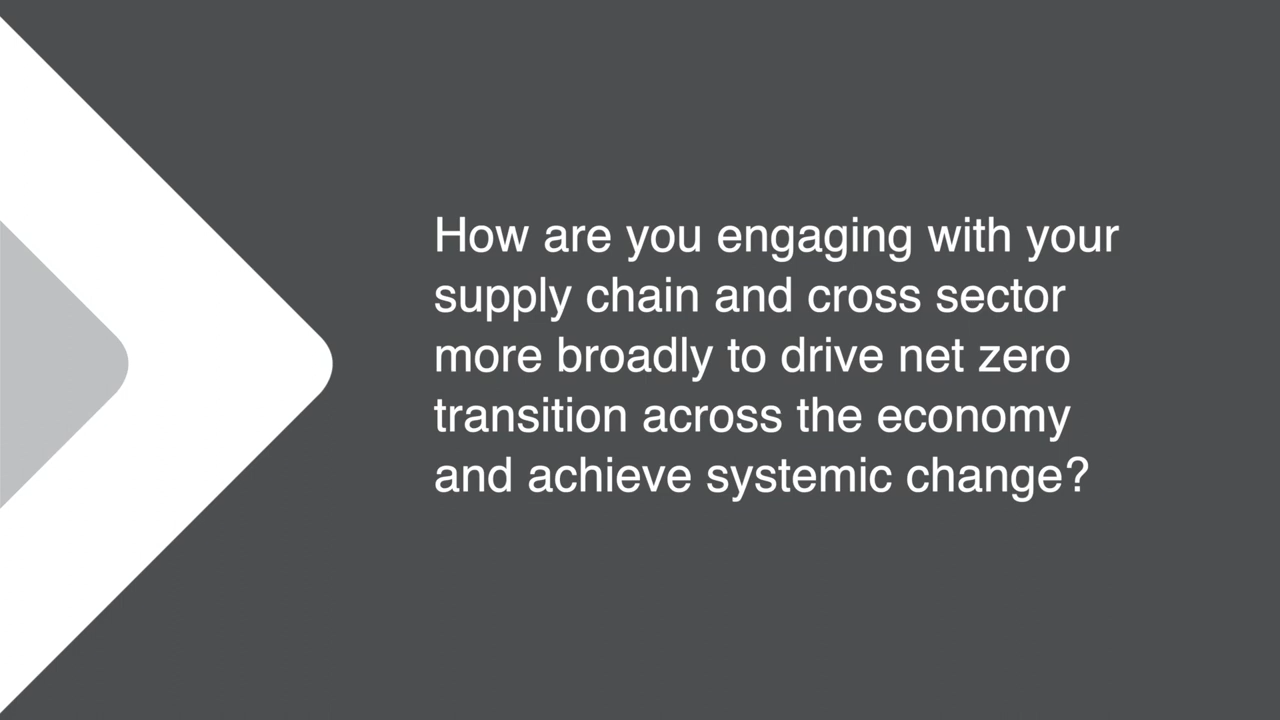 How are you engaging with your
supply chain and cross sector
more broadly to drive net zero
transition across the economy
and achieve systemic change?